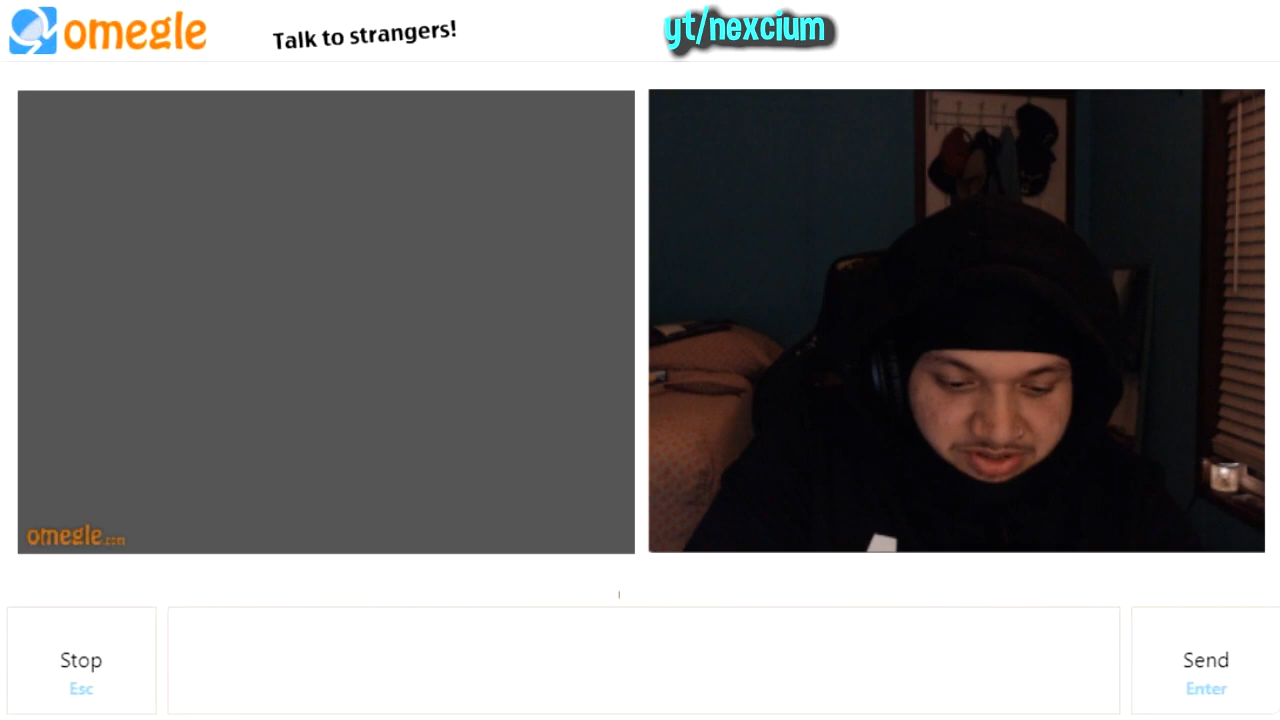 omegle
Talk to strangers!
yt/nexcium
omegle.com
Stop
Esc
Send
Enter